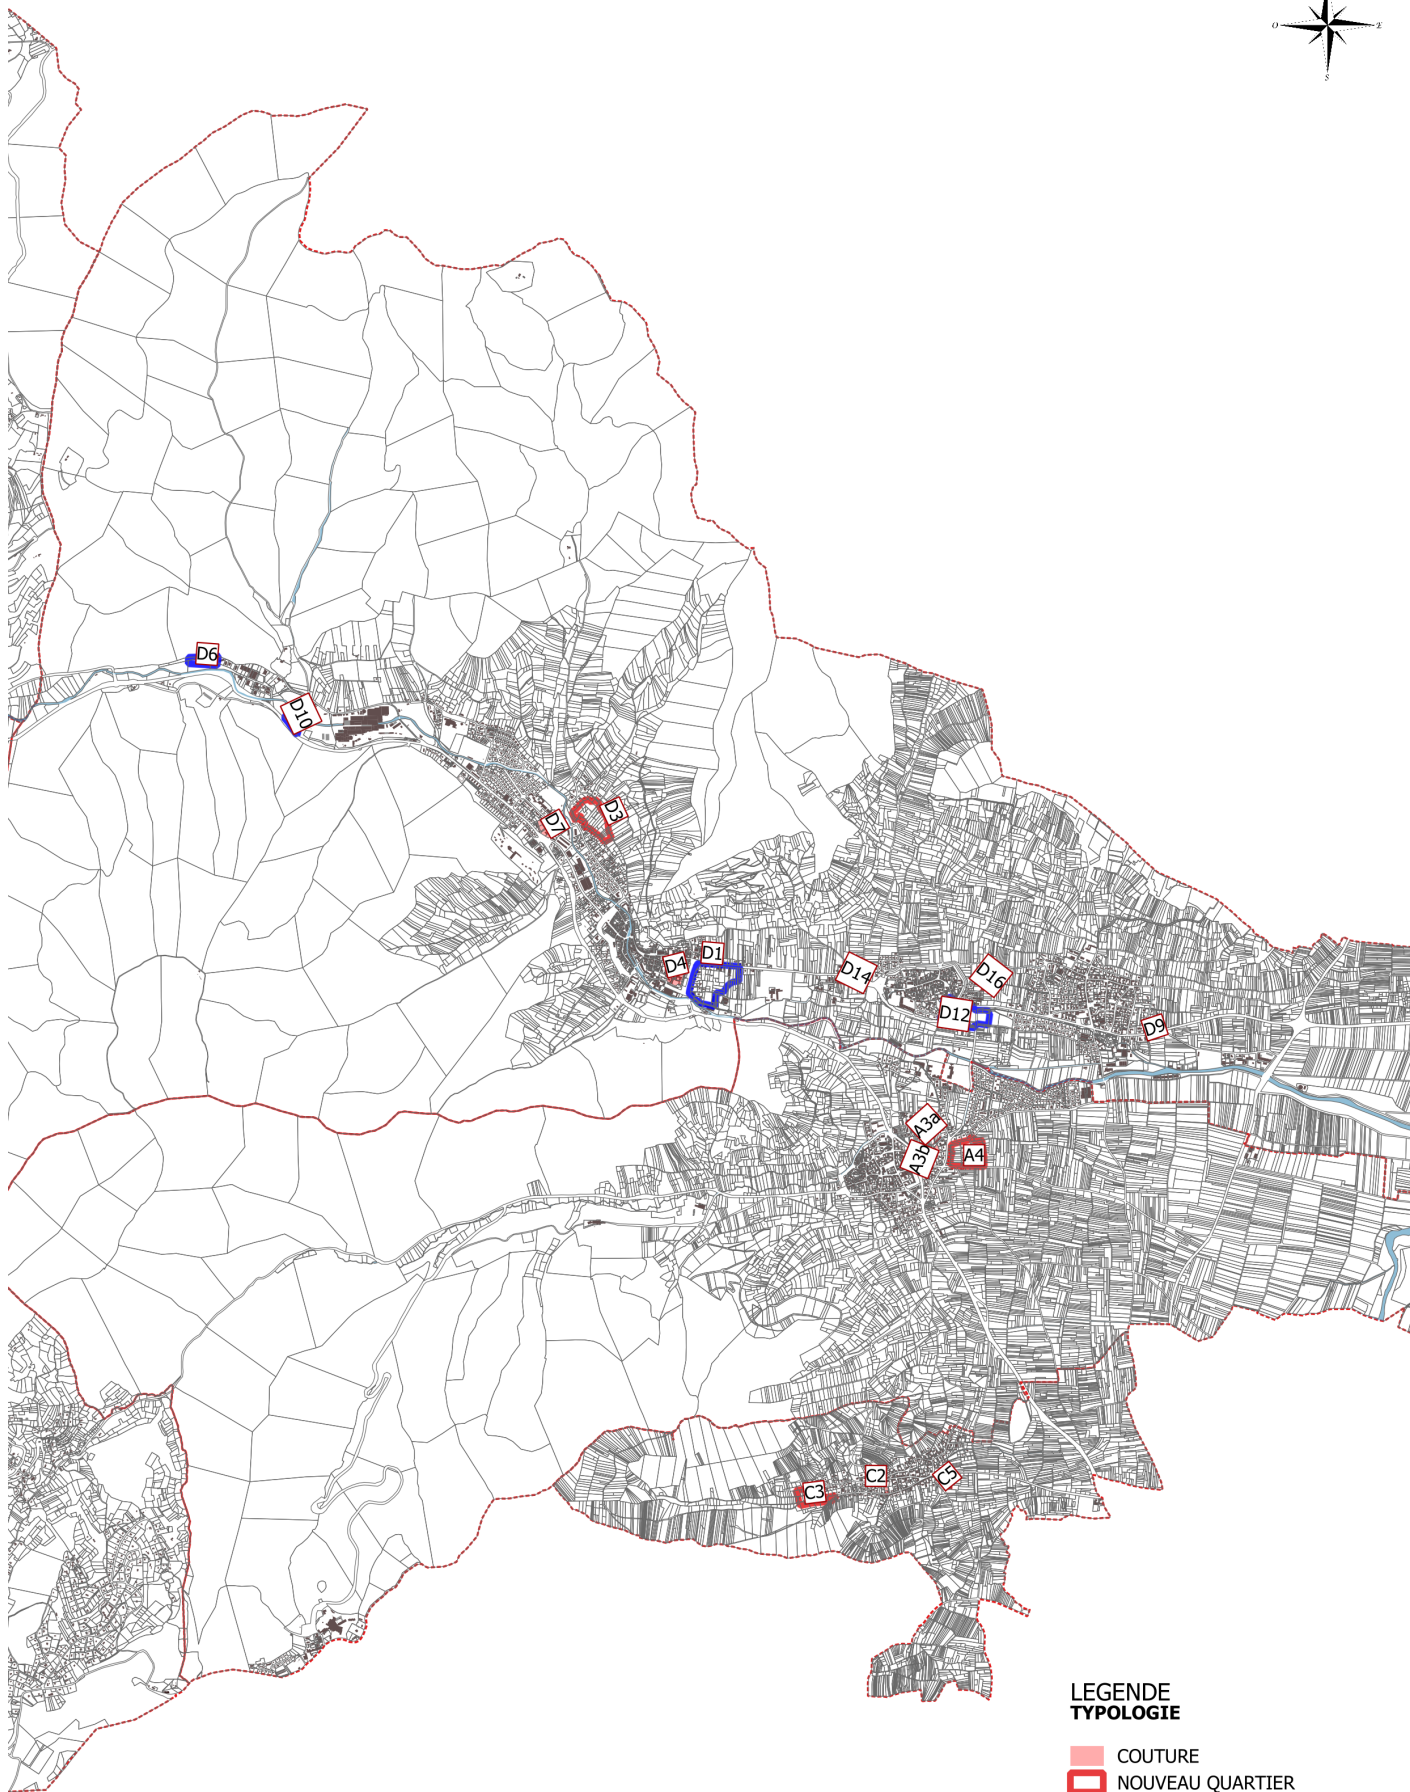 O
E
S
D6
D10
D3
D7
D1
D4
D14
D16
D12
D9
A3a
A3b
A4
C2
C5
C3
LEGENDE
TYPOLOGIE
COUTURE
NOUVEAU QUARTIER